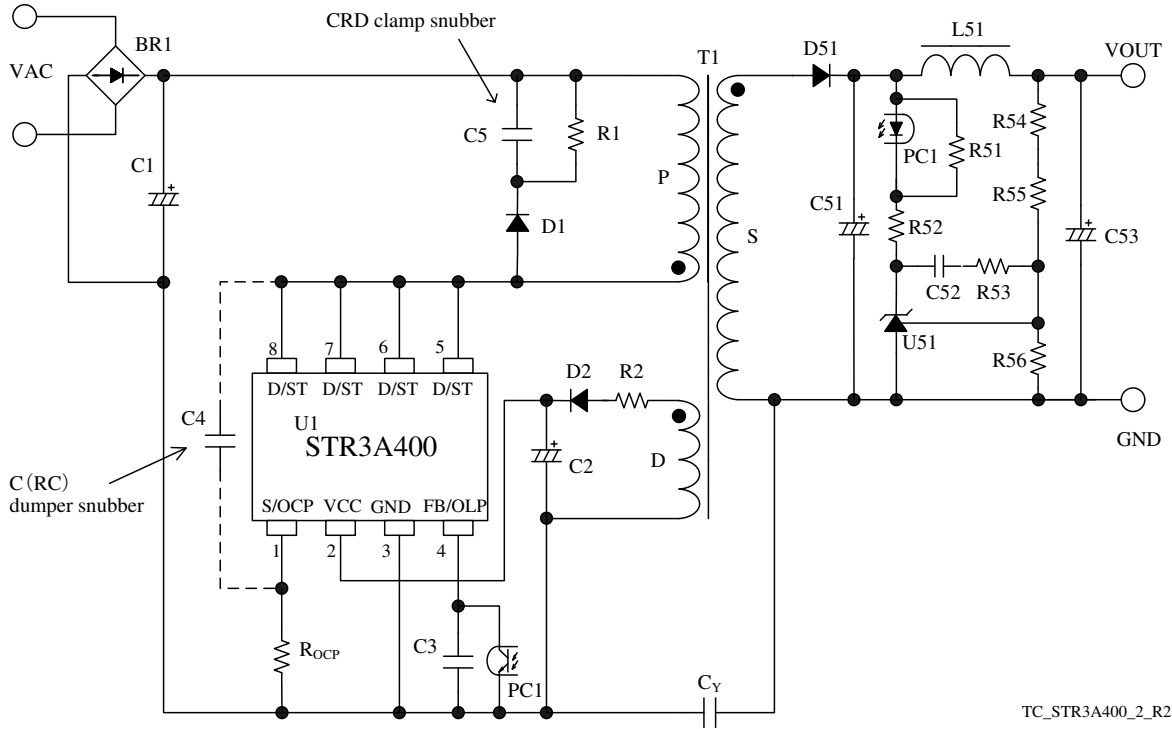 CRD clamp snubber
L51
BR1
D51
VOUT
VAC
T1
C5
R1
R54
PC1
R51
C1
P
R55
C51
R52
D1
S
C53
C52
R53
U51
R56
8
7
6
5
D/ST
D/ST
D/ST
D/ST
D2
R2
C4
U1
STR3A400
GND
C2
D
C(RC)
dumper snubber
S/OCP
VCC
GND
FB/OLP
1
2
3
4
ROCP
C3
PC1
CY
TC_STR3A400_2_R2